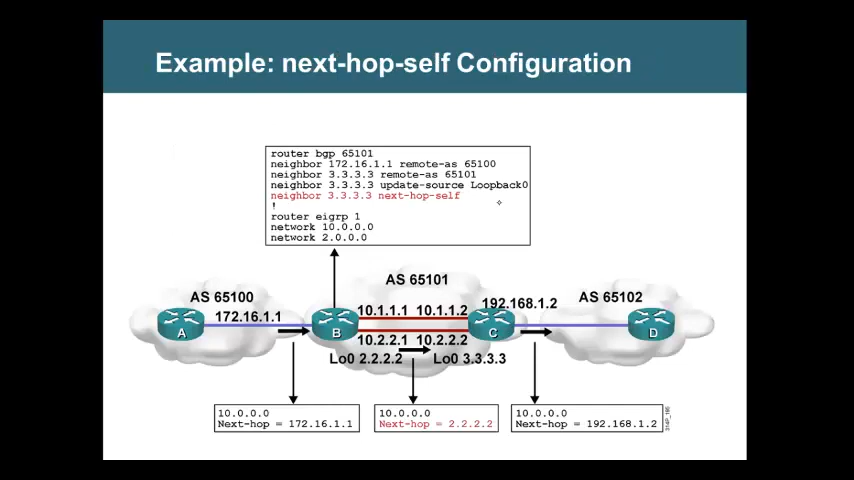 Example: next-hop-self Configuration
router bgp 65101
neighbor 172.16.1.1 remote-as 65100
neighbor 3.3.3.3 remote-as 65101
neighbor 3.3.3.3 update-source Loopback0
neighbor 3.3.3.3 next-hop-self
!
router eigrp 1
network 10.0.0.0
network 2.0.0.0
AS 65100
AS 65101
AS 65102
172.16.1.1
10.1.1.1 10.1.1.2
192.168.1.2
A
B
C
D
10.2.2.1 10.2.2.2
Lo0 2.2.2.2
Lo0 3.3.3.3
10.0.0.0
Next-hop = 172.16.1.1
10.0.0.0
Next-hop = 2.2.2.2
10.0.0.0
Next-hop = 192.168.1.2